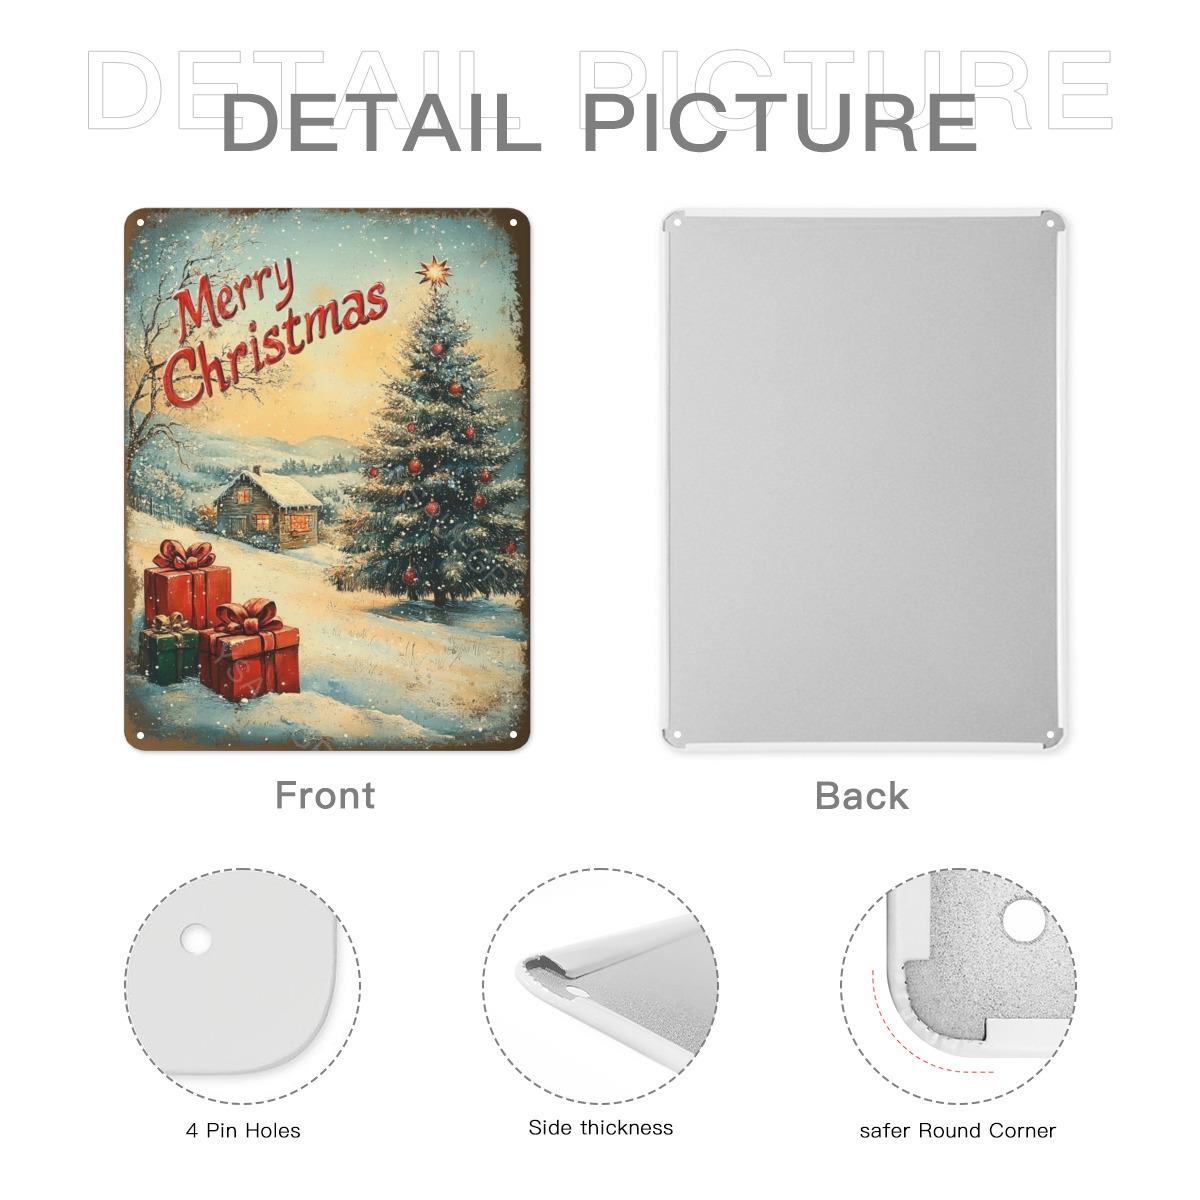 DETAIL PICTURE
DETAIL PICTURE
Merry
Christmas
Front
Back
4 Pin Holes
Side thickness
safer Round Corner